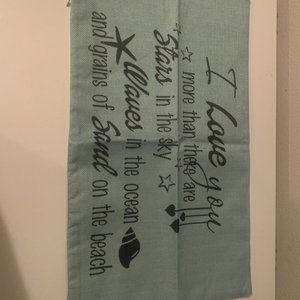 I Love you
more than there are
Stars in the sky
Waves in the ocean
and grains of Sand on the beach